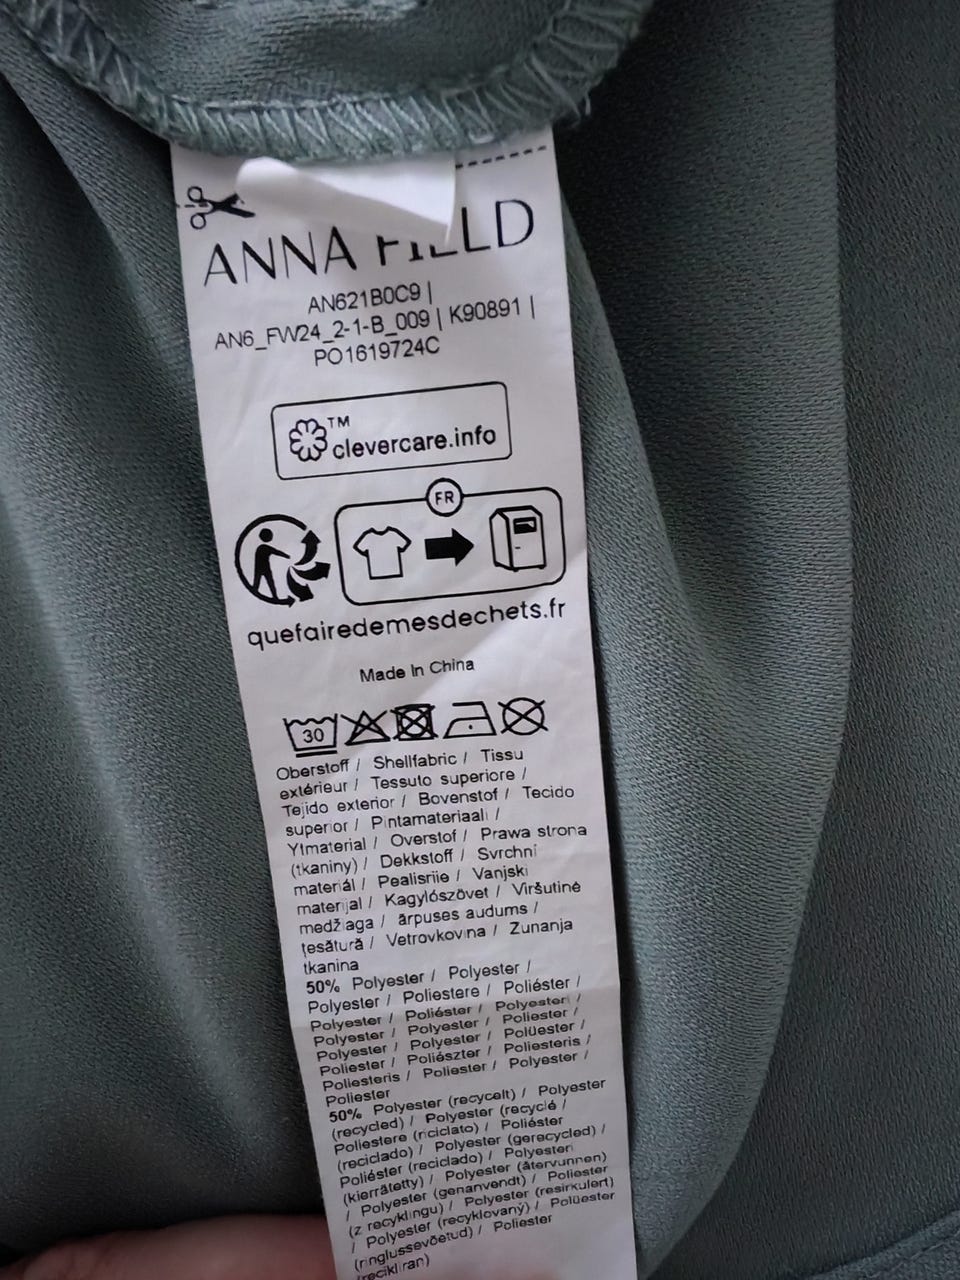 ANNA FIELD
AN621B0C9 |
AN6_FW24_2-1-B_009 | K90891 |
PO1619724C
TM
clevercare.info
FR
quefairedemesdechets.fr
Made In China
30
Oberstoff / Shellfabric / Tissu
extérieur / Tessuto superiore /
Tejido exterior / Bovenstof / Tecido
superior / Pintamateriaali /
Ytmaterial / Overstof / Prawa strona
(tkaniny) / Dekkstoff / Svrchní
materiál / Pealisriie / Vanjski
materijal / Kagylószövet / Viršutinė
medžiaga / ārpuses audums /
țesătură / Vetrovkovina / Zunanja
tkanina
50% Polyester / Polyester /
Polyester / Poliestere / Poliéster /
Polyester / Poliéster / Polyesteri /
Polyester / Polyester / Poliester /
Polyester / Polyester / Polüester /
Poliester / Poliészter / Poliesteris /
Poliesteris / Poliester / Polyester /
Poliester
50% Polyester (recycelt) / Polyester
(recycled) / Polyester (recyclé /
Poliestere (riciclato) / Poliéster
(reciclado) / Polyester (gerecycled) /
Poliéster (reciclado) / Polyesteri
(kierrätetty) / Polyester (återvunnen)
/ Polyester (genanvendt) / Poliester
(z recyklingu) / Polyester (resirkulert)
/ Polyester (recyklovaný) / Polüester
(ringlussevõetud) / Poliester
(recikliran)